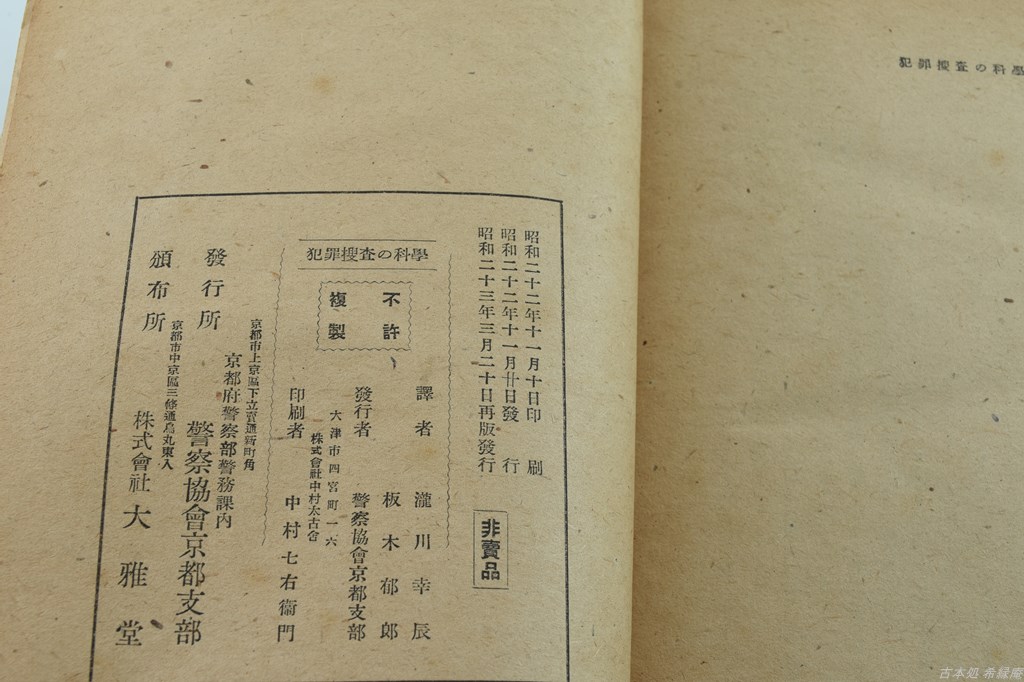 犯罪搜査の科學
昭和二十二年十一月十日印刷
昭和二十二年十一月廿日發行
昭和二十三年三月二十日再版發行
非賣品
犯罪搜査の科學
不許
複製
譯者 瀧川幸辰
板木郁郎
發行者 警察協會京都支部
大津市四宮町一六
株式會社中村太古舍
印刷者 中村七右衞門
京都市上京區下立賣通新町角
京都府警察部警務課內
發行所 警察協會京都支部
京都市中京區三條通烏丸東入
頒布所 株式會社大雅堂
古本処 希縁庵